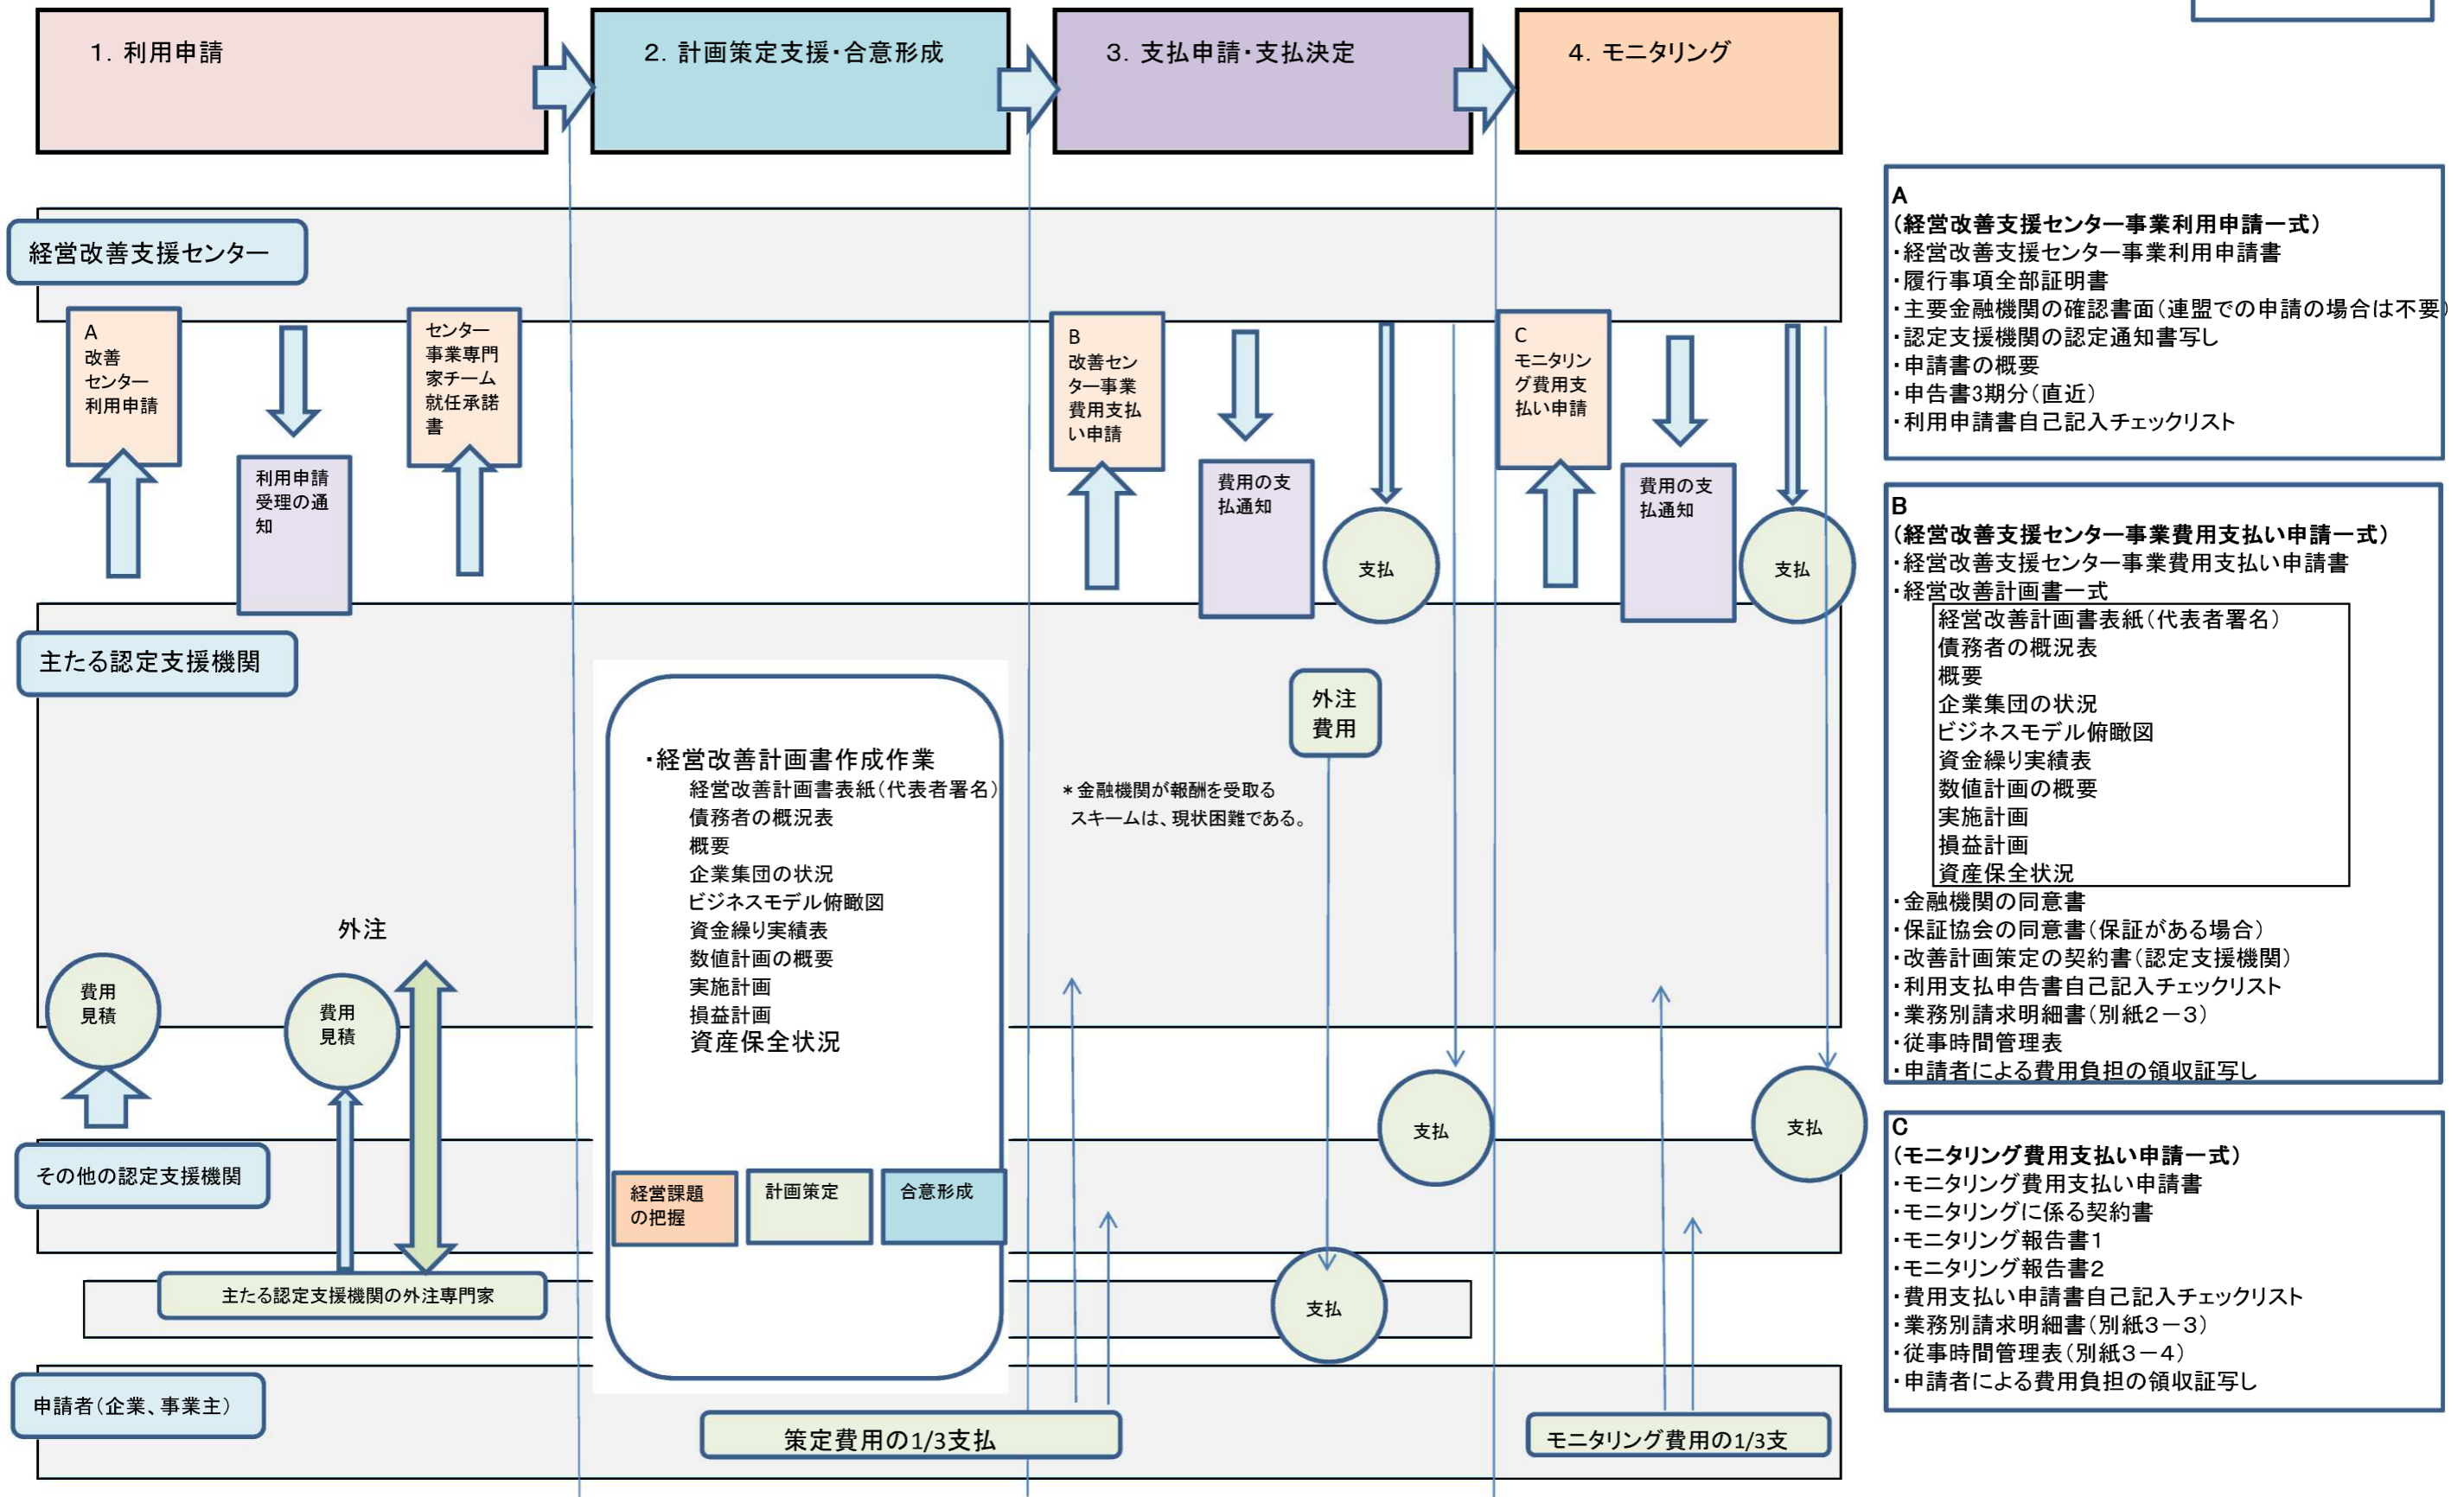 1. 利用申請
2. 計画策定支援・合意形成
3. 支払申請・支払決定
4. モニタリング
経営改善支援センター
A
改善
センター
利用申請
利用申請
受理の通
知
センター
事業専門
家チーム
就任承諾
書
B
改善セン
ター事業
費用支払
い申請
費用の支
払通知
支払
C
モニタリン
グ費用支
払い申請
費用の支
払通知
支払
主たる認定支援機関
・経営改善計画書作成作業
経営改善計画書表紙(代表者署名)
債務者の概況表
概要
企業集団の状況
ビジネスモデル俯瞰図
資金繰り実績表
数値計画の概要
実施計画
損益計画
資産保全状況
経営課題
の把握
計画策定
合意形成
*金融機関が報酬を受取る
スキームは、現状困難である。
外注
費用
外注
費用
見積
費用
見積
支払
支払
その他の認定支援機関
主たる認定支援機関の外注専門家
支払
申請者(企業、事業主)
策定費用の1/3支払
モニタリング費用の1/3支
A
(経営改善支援センター事業利用申請一式)
・経営改善支援センター事業利用申請書
・履行事項全部証明書
・主要金融機関の確認書面(連盟での申請の場合は不要)
・認定支援機関の認定通知書写し
・申請書の概要
・申告書3期分(直近)
・利用申請書自己記入チェックリスト
B
(経営改善支援センター事業費用支払い申請一式)
・経営改善支援センター事業費用支払い申請書
・経営改善計画書一式
経営改善計画書表紙(代表者署名)
債務者の概況表
概要
企業集団の状況
ビジネスモデル俯瞰図
資金繰り実績表
数値計画の概要
実施計画
損益計画
資産保全状況
・金融機関の同意書
・保証協会の同意書(保証がある場合)
・改善計画策定の契約書(認定支援機関)
・利用支払申告書自己記入チェックリスト
・業務別請求明細書(別紙2-3)
・従事時間管理表
・申請者による費用負担の領収証写し
C
(モニタリング費用支払い申請一式)
・モニタリング費用支払い申請書
・モニタリングに係る契約書
・モニタリング報告書1
・モニタリング報告書2
・費用支払い申請書自己記入チェックリスト
・業務別請求明細書(別紙3-3)
・従事時間管理表(別紙3-4)
・申請者による費用負担の領収証写し